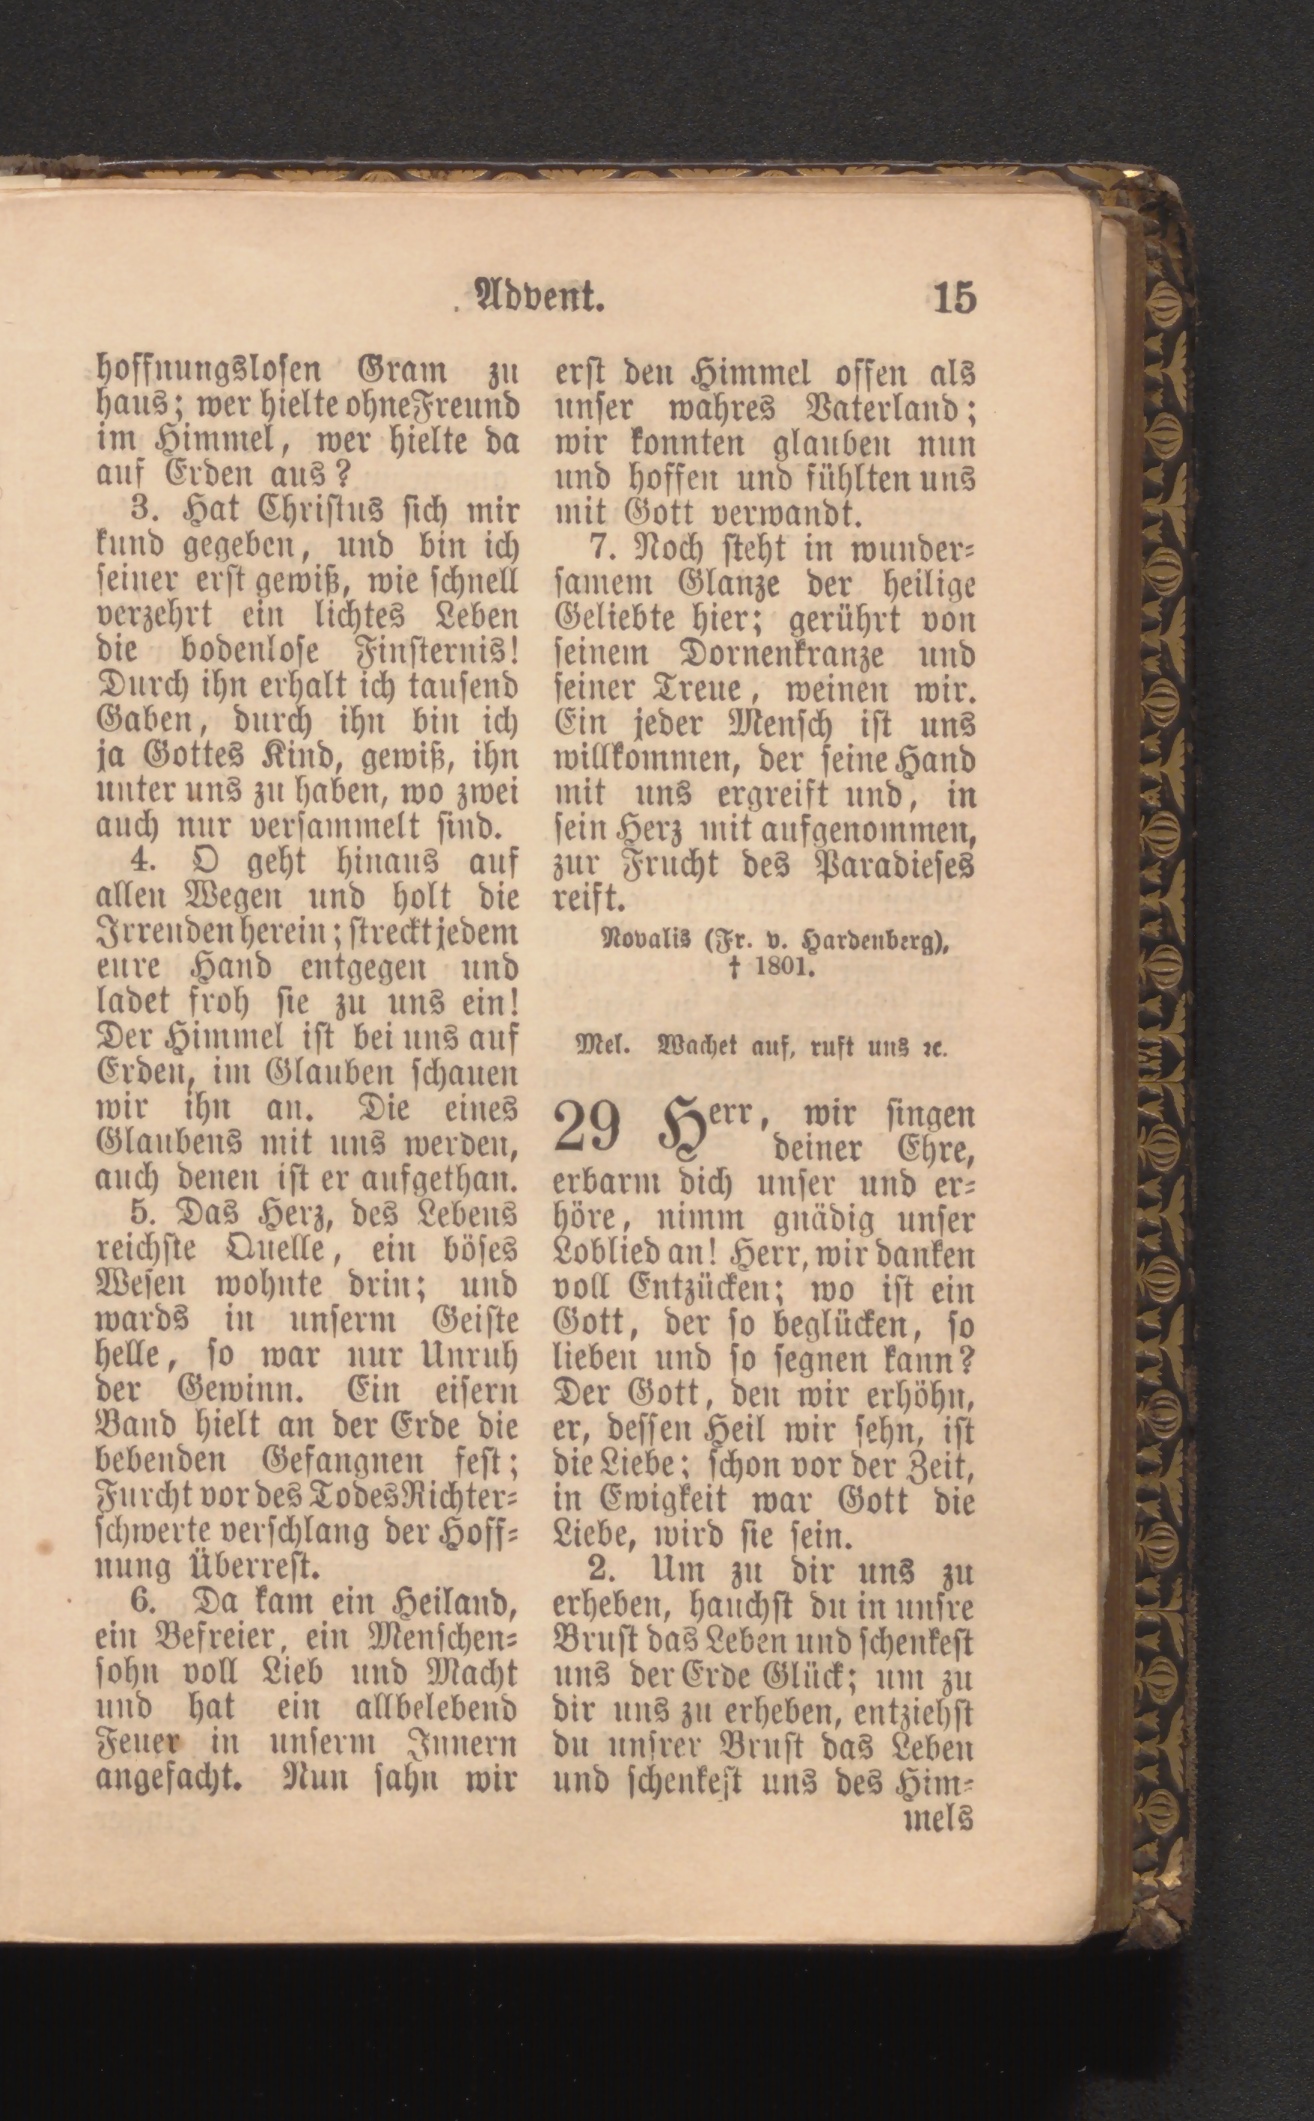 Advent. 15
hoffnungslosen Gram zu
haus; wer hielte ohne Freund
im Himmel, wer hielte da
auf Erden aus?
3. Hat Christus sich mir
kund gegeben, und bin ich
seiner erst gewiß, wie schnell
verzehrt ein lichtes Leben
die bodenlose Finsternis!
Durch ihn erhalt ich tausend
Gaben, durch ihn bin ich
ja Gottes Kind, gewiß, ihn
unter uns zu haben, wo zwei
auch nur versammelt sind.
4. O geht hinaus auf
allen Wegen und holt die
Irrenden herein; streckt jedem
eure Hand entgegen und
ladet froh sie zu uns ein!
Der Himmel ist bei uns auf
Erden, im Glauben schauen
wir ihn an. Die eines
Glaubens mit uns werden,
auch denen ist er aufgethan.
5. Das Herz, des Lebens
reichste Quelle, ein böses
Wesen wohnte drin; und
wards in unserm Geiste
helle, so war nur Unruh
der Gewinn. Ein eisern
Band hielt an der Erde die
bebenden Gefangnen fest;
Furcht vor des Todes Richter-
schwerte verschlang der Hoff-
nung Überrest.
6. Da kam ein Heiland,
ein Befreier, ein Menschen-
sohn voll Lieb und Macht
und hat ein allbelebend
Feuer in unserm Innern
angefacht. Nun sahn wir
erst den Himmel offen als
unser wahres Vaterland;
wir konnten glauben nun
und hoffen und fühlten uns
mit Gott verwandt.
7. Noch steht in wunder-
samem Glanze der heilige
Geliebte hier; gerührt von
seinem Dornenkranze und
seiner Treue, weinen wir.
Ein jeder Mensch ist uns
willkommen, der seine Hand
mit uns ergreift und, in
sein Herz mit aufgenommen,
zur Frucht des Paradieses
reift.
Novalis (Fr. v. Hardenberg),
† 1801.
Mel. Wachet auf, ruft uns ꝛc.
29 Herr, wir singen
deiner Ehre,
erbarm dich unser und er-
höre, nimm gnädig unser
Loblied an! Herr, wir danken
voll Entzücken; wo ist ein
Gott, der so beglücken, so
lieben und so segnen kann?
Der Gott, den wir erhöhn,
er, dessen Heil wir sehn, ist
die Liebe; schon vor der Zeit,
in Ewigkeit war Gott die
Liebe, wird sie sein.
2. Um zu dir uns zu
erheben, hauchst du in unsre
Brust das Leben und schenkest
uns der Erde Glück; um zu
dir uns zu erheben, entziehst
du unsrer Brust das Leben
und schenkest uns des Him-
mels